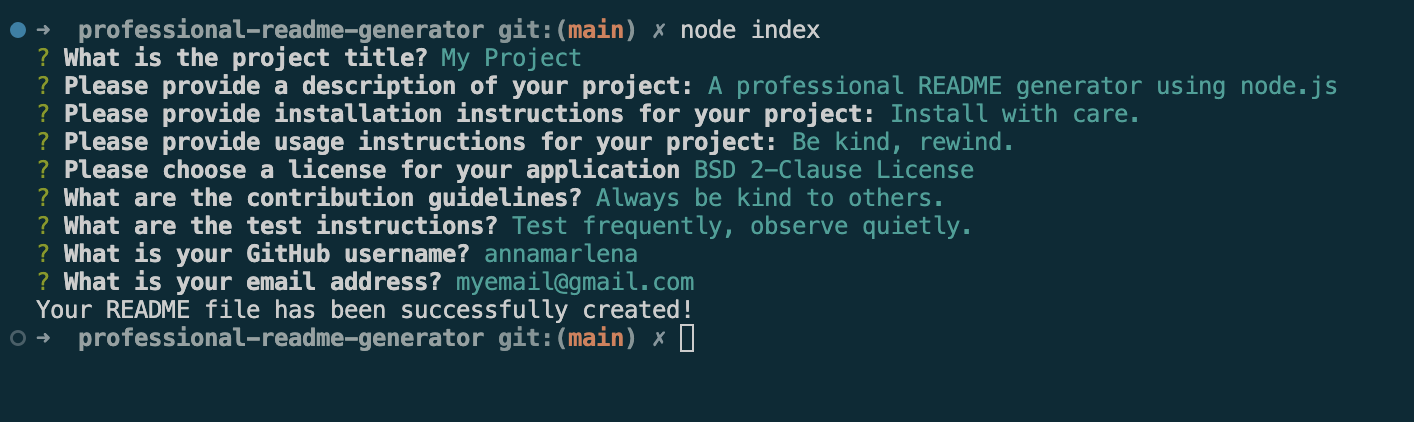 ➜ professional-readme-generator git:(main) ✗ node index
? What is the project title? My Project
? Please provide a description of your project: A professional README generator using node.js
? Please provide installation instructions for your project: Install with care.
? Please provide usage instructions for your project: Be kind, rewind.
? Please choose a license for your application BSD 2-Clause License
? What are the contribution guidelines? Always be kind to others.
? What are the test instructions? Test frequently, observe quietly.
? What is your GitHub username? annamarlena
? What is your email address? myemail@gmail.com
Your README file has been successfully created!
➜ professional-readme-generator git:(main) ✗